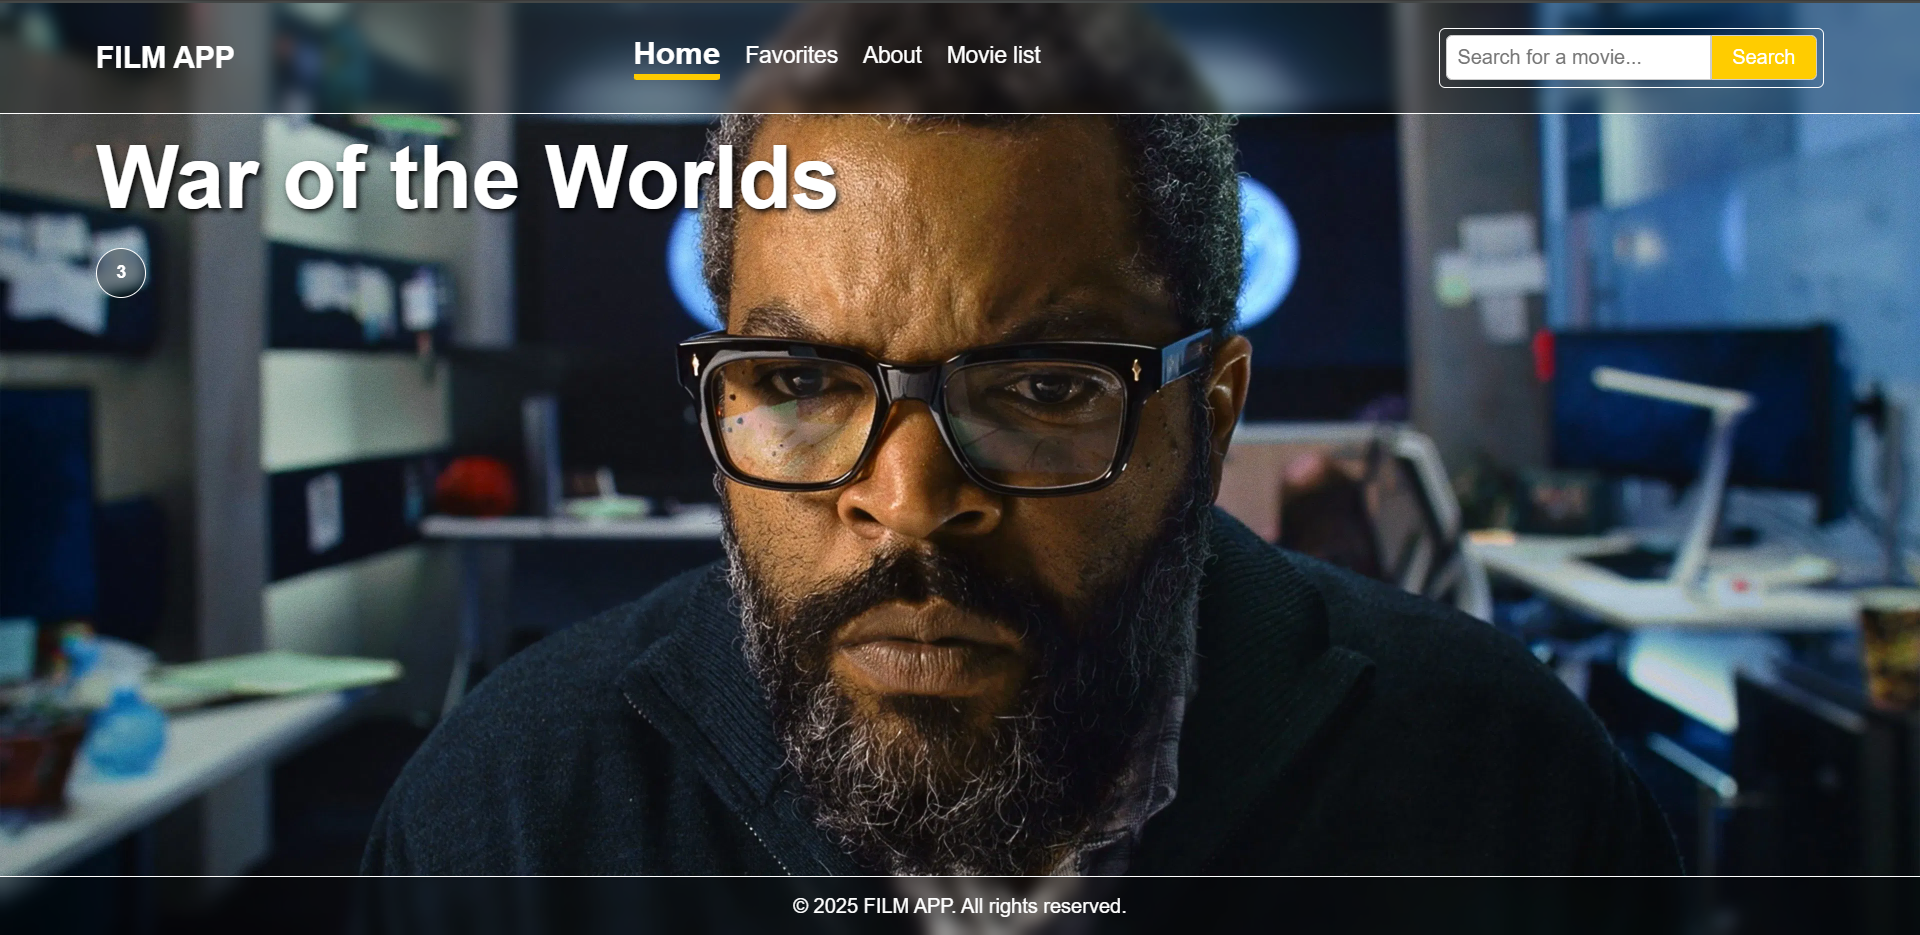 FILM APP
Home Favorites About Movie list
Search for a movie... Search
War of the Worlds
3
© 2025 FILM APP. All rights reserved.